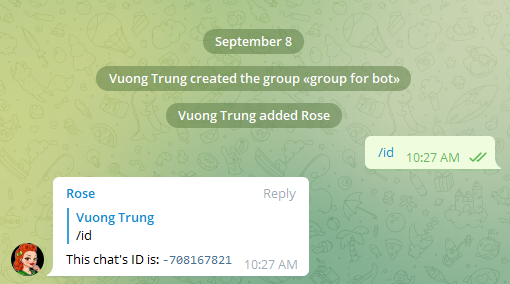 September 8
Vuong Trung created the group «group for bot»
Vuong Trung added Rose
/id 10:27 AM
Rose Reply
Vuong Trung
/id
This chat's ID is: -708167821 10:27 AM